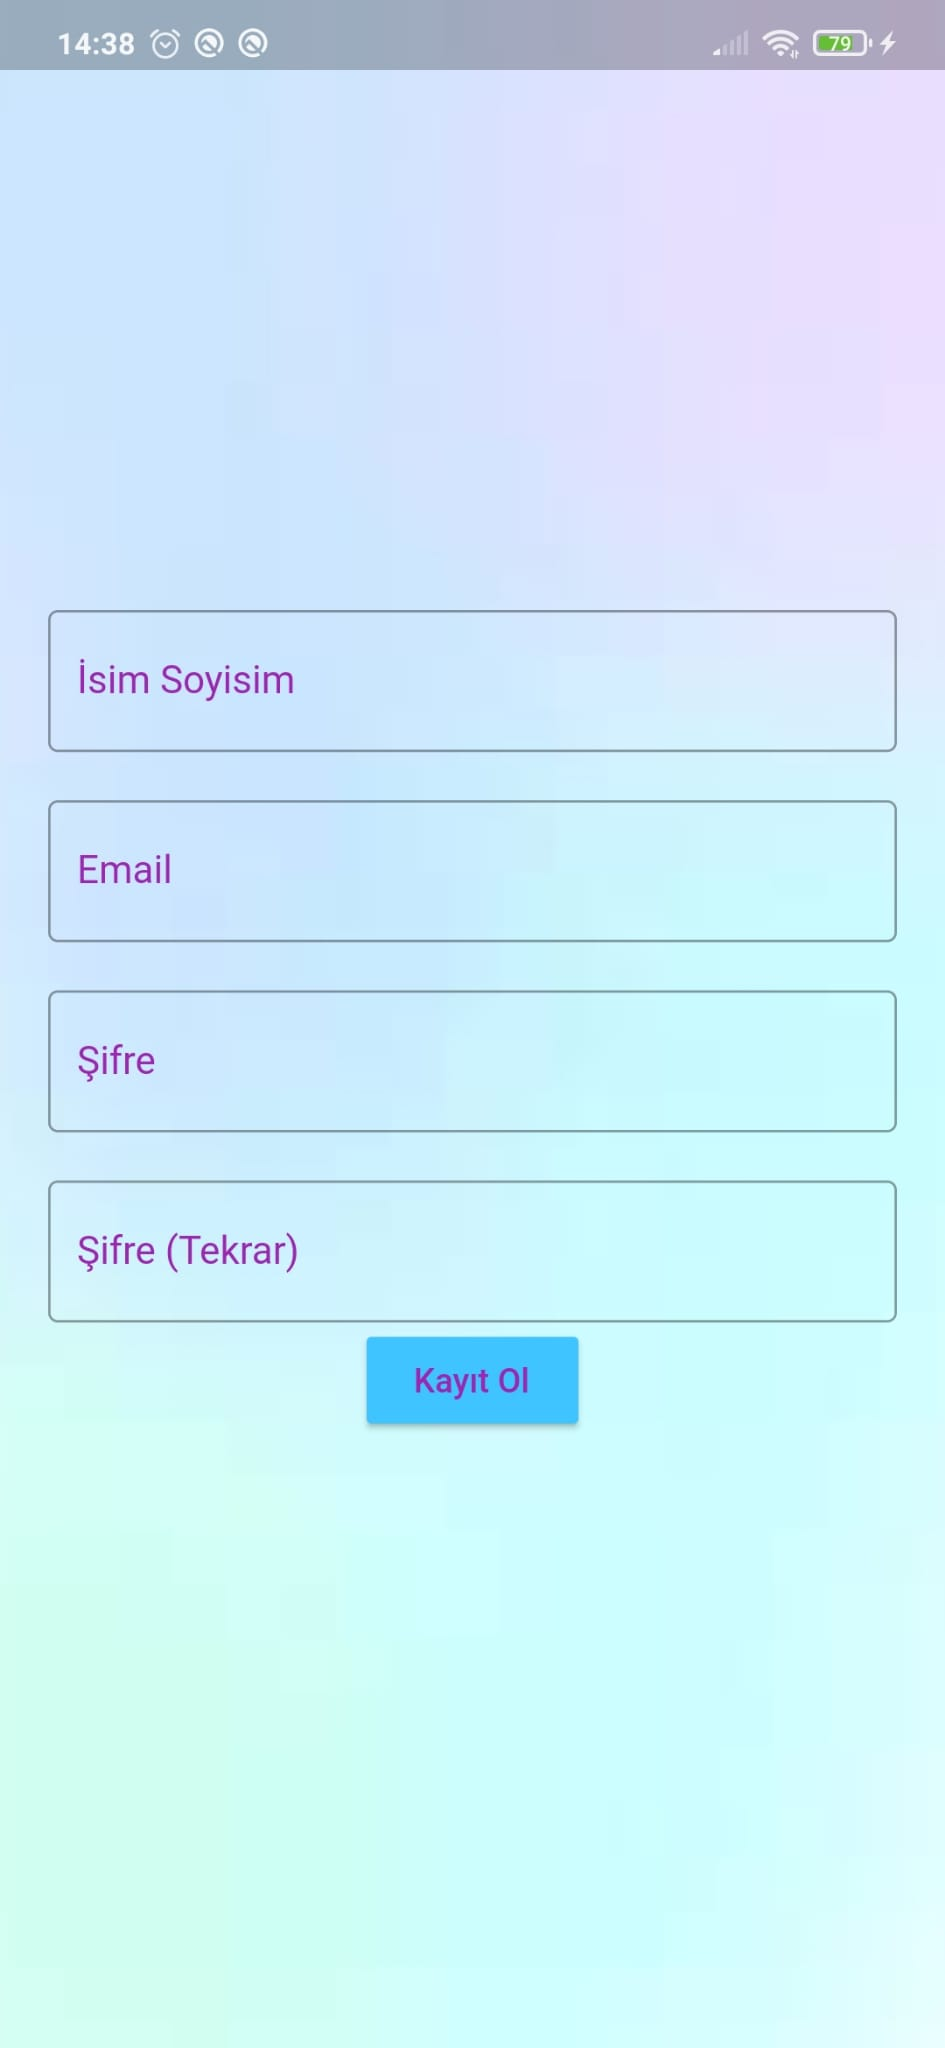 14:38
79
İsim Soyisim
Email
Şifre
Şifre (Tekrar)
Kayıt Ol